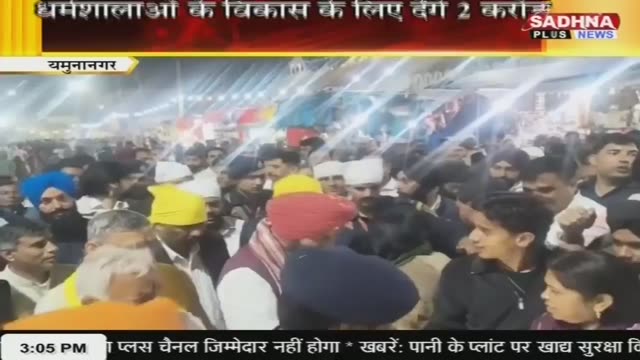 धर्मशालाओं के विकास के लिए देंगे 2 करोड़
SADHNA
PLUS NEWS
यमुनानगर
3:05 PM
प्लस चैनल जिम्मेदार नहीं होगा * खबरें: पानी के प्लांट पर खाद्य सुरक्षा